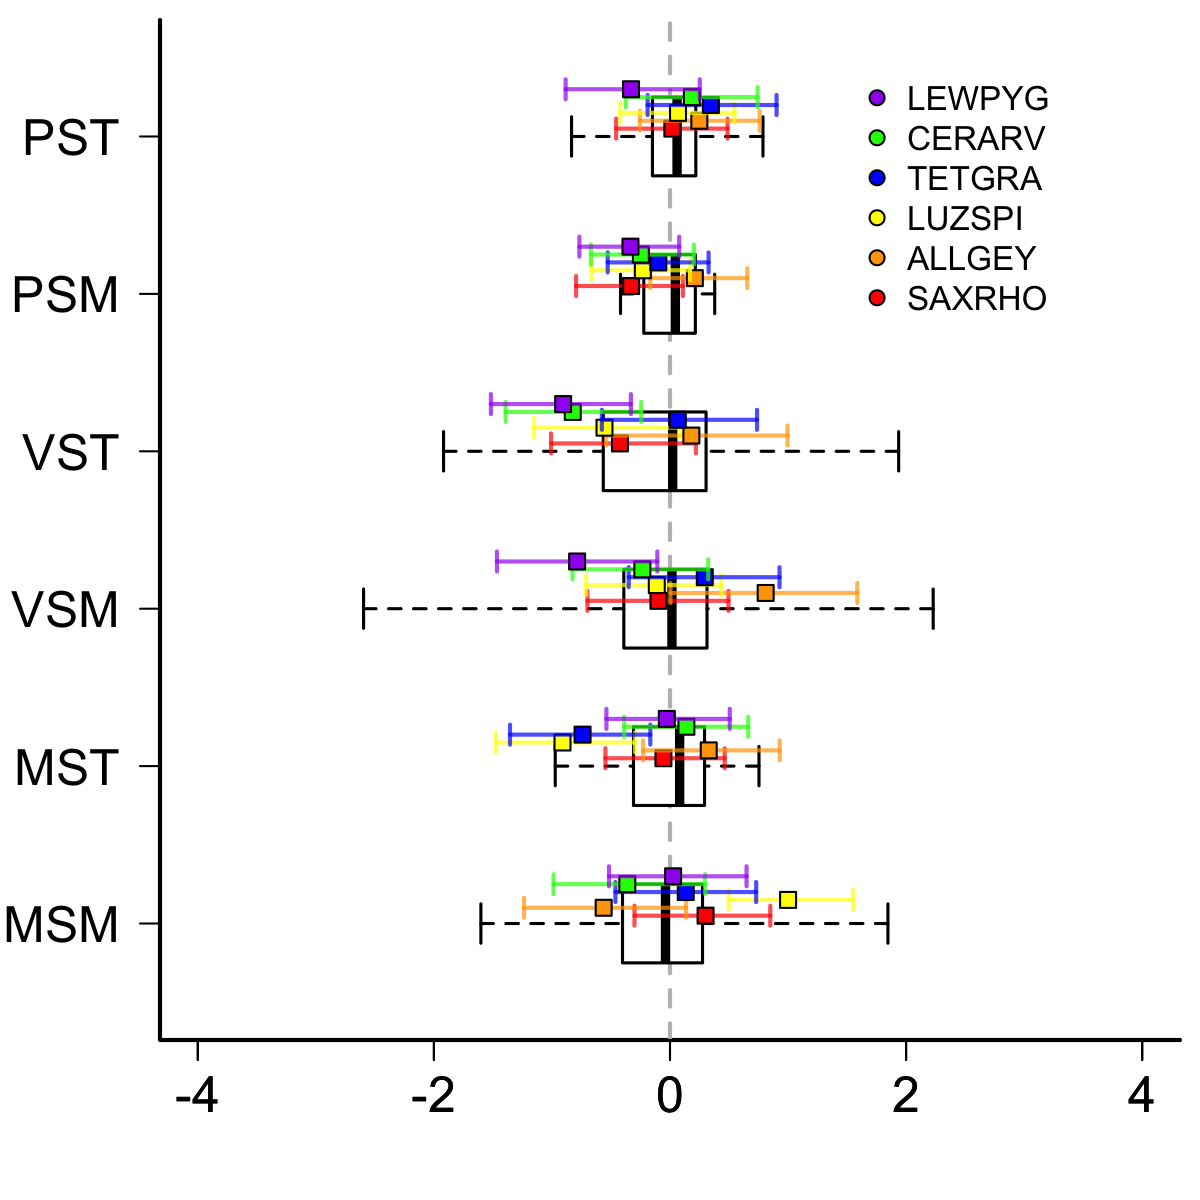 PST
LEWPYG
CERARV
TETGRA
LUZSPI
ALLGEY
SAXRHO
PSM
VST
VSM
MST
MSM
-4 -2 0 2 4